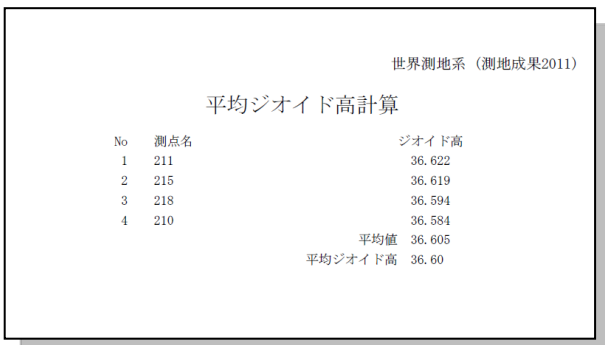 世界測地系（測地成果2011）
平均ジオイド高計算
No 測点名 ジオイド高
1 211 36.622
2 215 36.619
3 218 36.594
4 210 36.584
平均値 36.605
平均ジオイド高 36.60